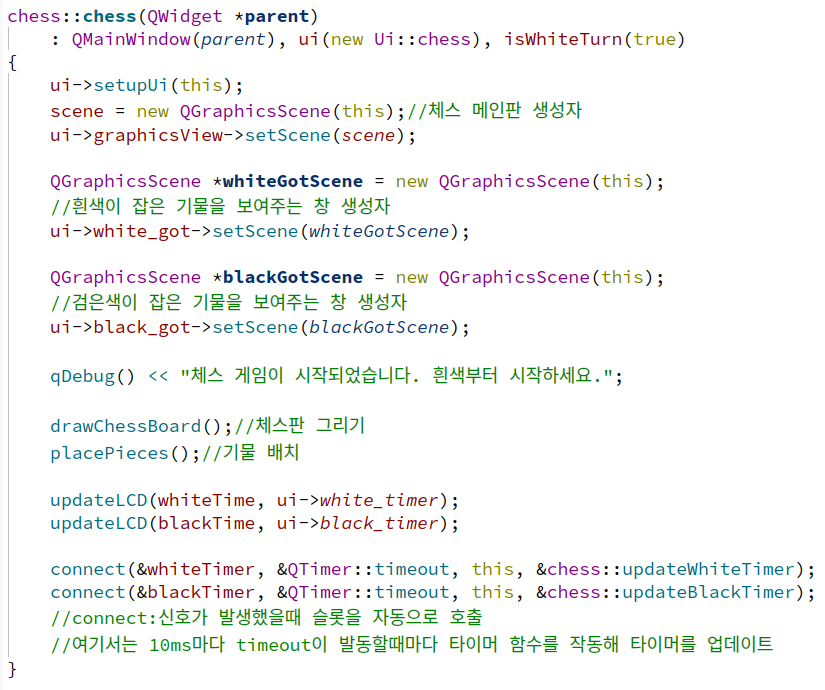 chess::chess(QWidget *parent)
    : QMainWindow(parent), ui(new Ui::chess), isWhiteTurn(true)
{
    ui->setupUi(this);
    scene = new QGraphicsScene(this);//체스 메인판 생성자
    ui->graphicsView->setScene(scene);

    QGraphicsScene *whiteGotScene = new QGraphicsScene(this);
    //흰색이 잡은 기물을 보여주는 창 생성자
    ui->white_got->setScene(whiteGotScene);

    QGraphicsScene *blackGotScene = new QGraphicsScene(this);
    //검은색이 잡은 기물을 보여주는 창 생성자
    ui->black_got->setScene(blackGotScene);

    qDebug() << "체스 게임이 시작되었습니다. 흰색부터 시작하세요.";

    drawChessBoard();//체스판 그리기
    placePieces();//기물 배치

    updateLCD(whiteTime, ui->white_timer);
    updateLCD(blackTime, ui->black_timer);

    connect(&whiteTimer, &QTimer::timeout, this, &chess::updateWhiteTimer);
    connect(&blackTimer, &QTimer::timeout, this, &chess::updateBlackTimer);
    //connect:신호가 발생했을때 슬롯을 자동으로 호출
    //여기서는 10ms마다 timeout이 발동할때마다 타이머 함수를 작동해 타이머를 업데이트
}